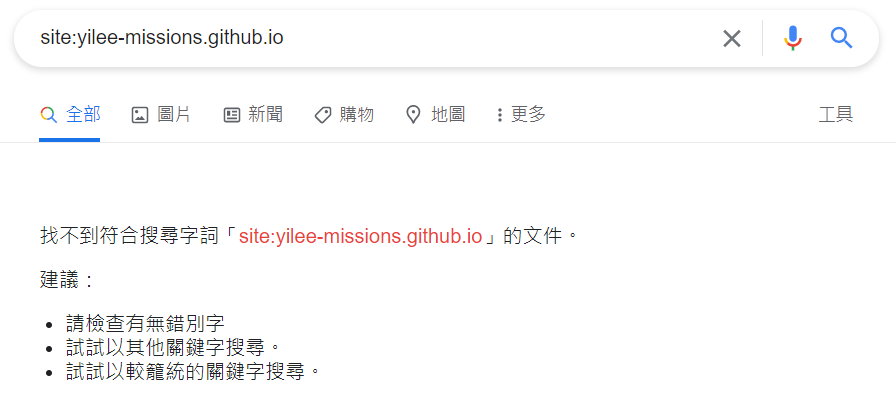 site:yilee-missions.github.io
全部 圖片 新聞 購物 地圖 更多 工具
找不到符合搜尋字詞「site:yilee-missions.github.io」的文件。
建議：
• 請檢查有無錯別字
• 試試以其他關鍵字搜尋。
• 試試以較籠統的關鍵字搜尋。